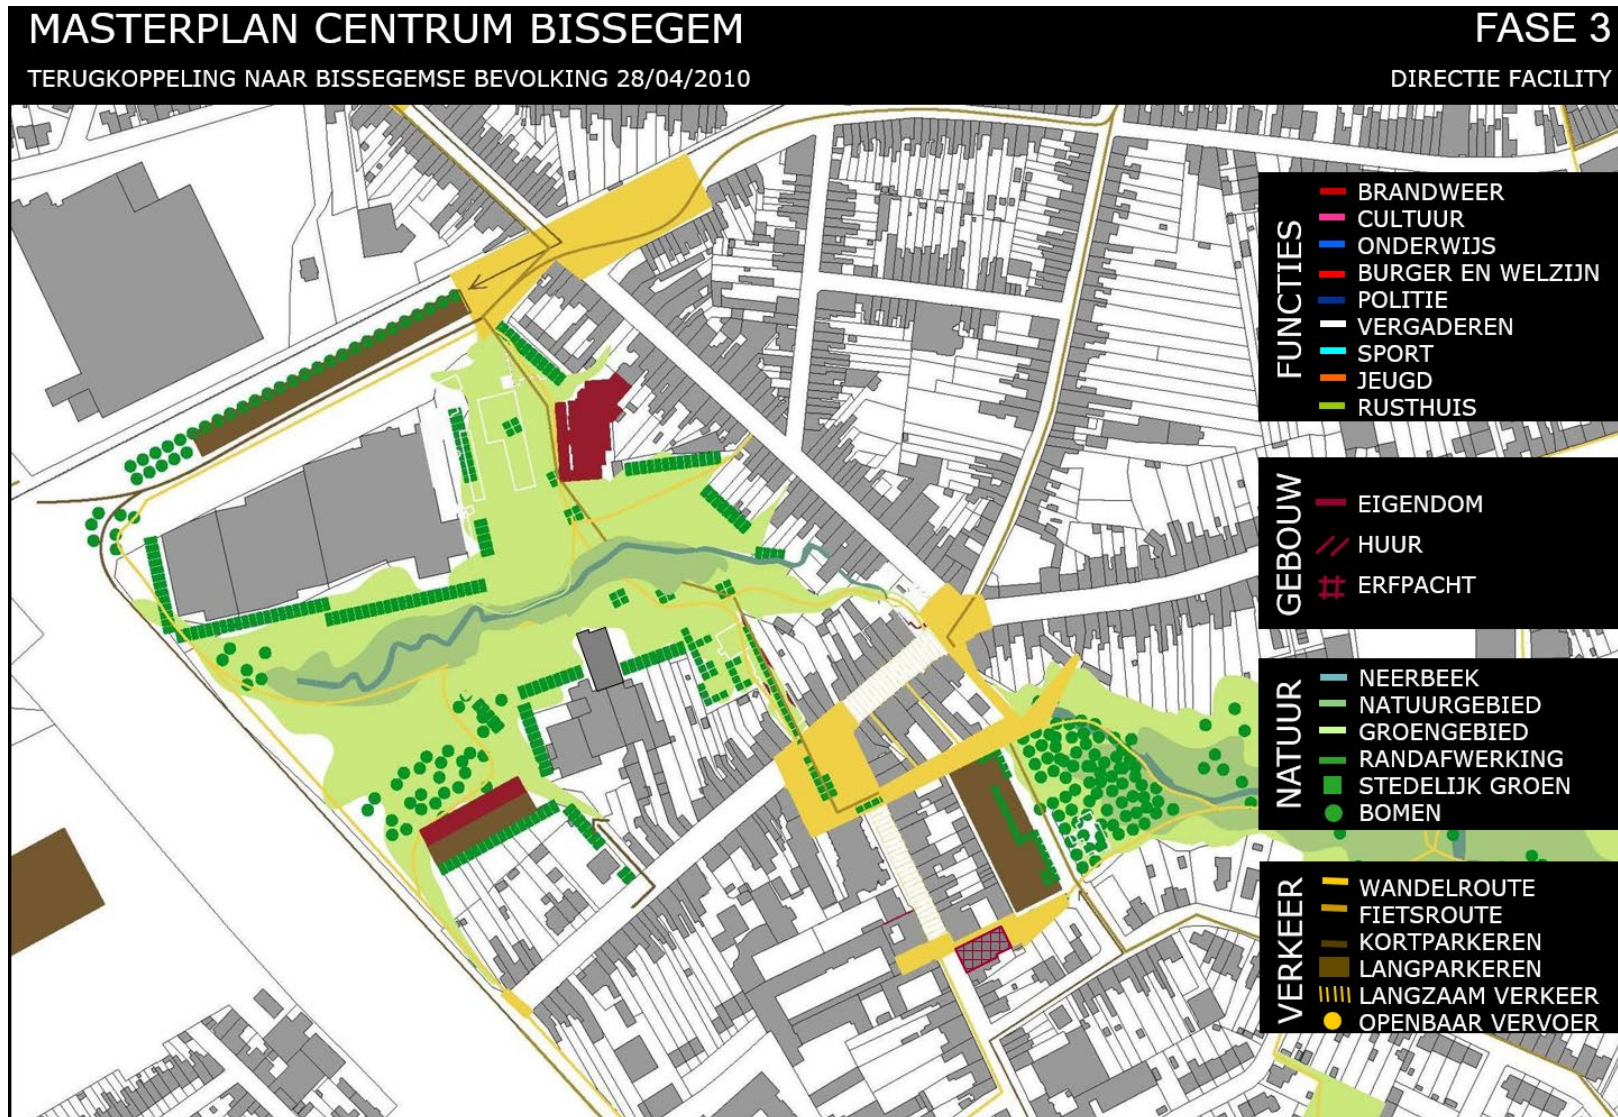 MASTERPLAN CENTRUM BISSEGEM
FASE 3
TERUGKOPPELING NAAR BISSEGEMSE BEVOLKING 28/04/2010
DIRECTIE FACILITY
FUNCTIES
BRANDWEER
CULTUUR
ONDERWIJS
BURGER EN WELZIJN
POLITIE
VERGADEREN
SPORT
JEUGD
RUSTHUIS
GEBOUW
EIGENDOM
HUUR
ERFPACHT
NATUUR
NEERBEEK
NATUURGEBIED
GROENGEBIED
RANDAFWERKING
STEDELIJK GROEN
BOMEN
VERKEER
WANDELROUTE
FIETSROUTE
KORTPARKEREN
LANGPARKEREN
LANGZAAM VERKEER
OPENBAAR VERVOER